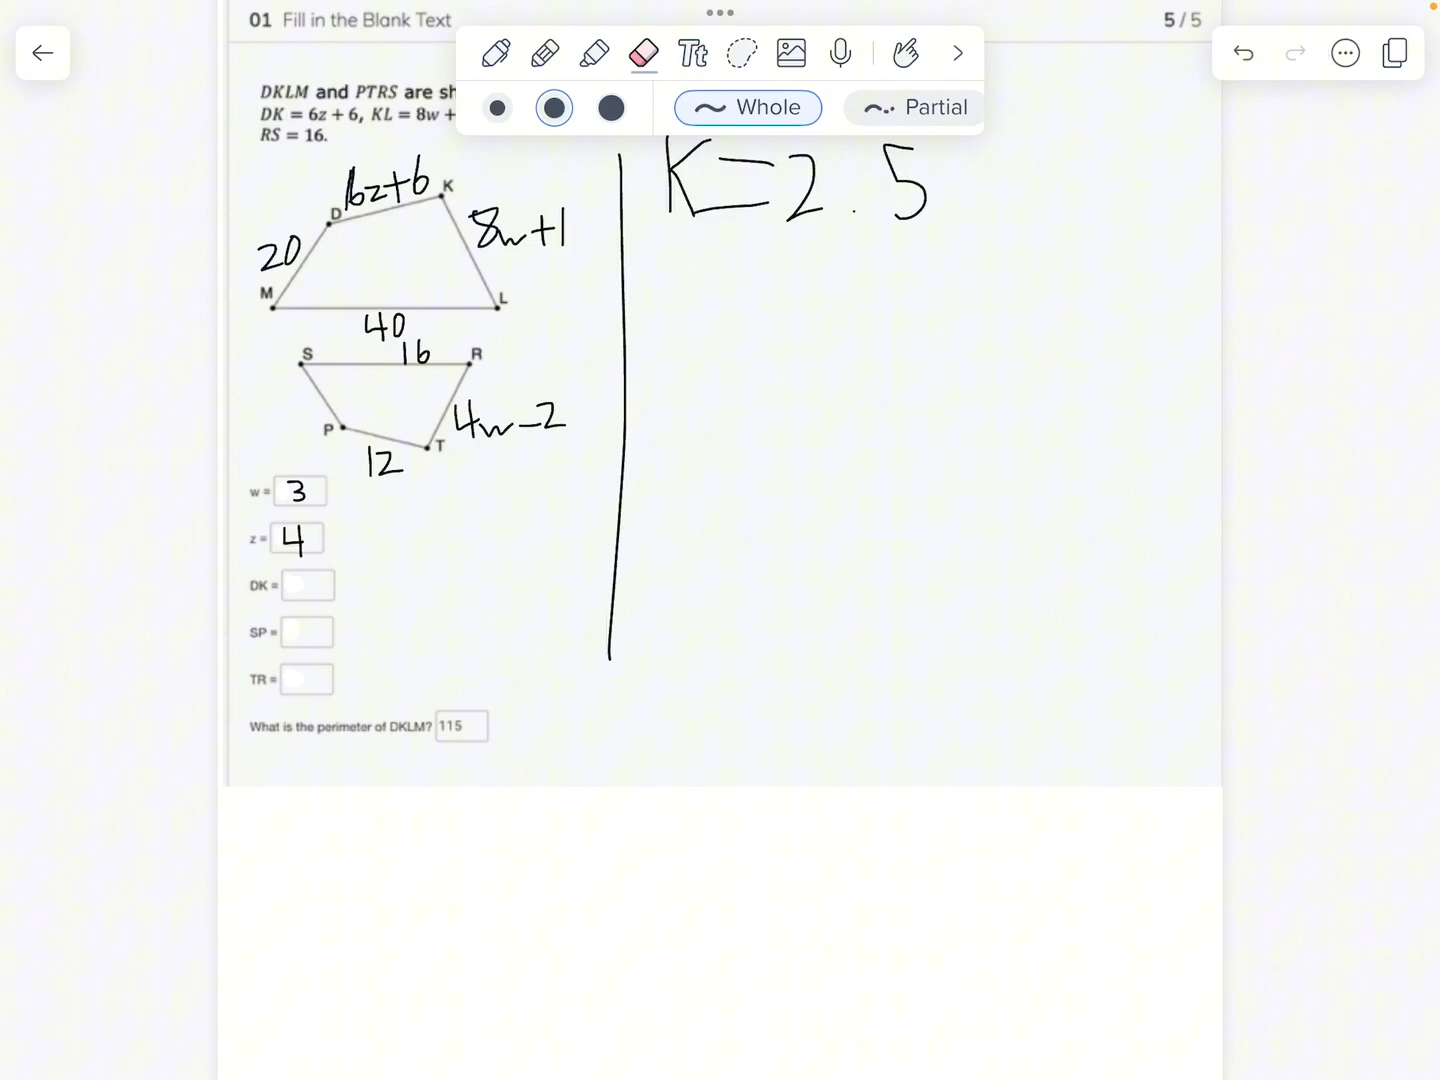 01 Fill in the Blank Text
5 / 5
Tt
Whole
Partial
DKLM and PTRS are sh
DK = 6z + 6, KL = 8w +
RS = 16.
K=2.5
6z+6
K
D
8w+1
20
M
L
40
16
S
R
4w-2
P
T
12
w = 3
z = 4
DK =
SP =
TR =
What is the perimeter of DKLM? 115